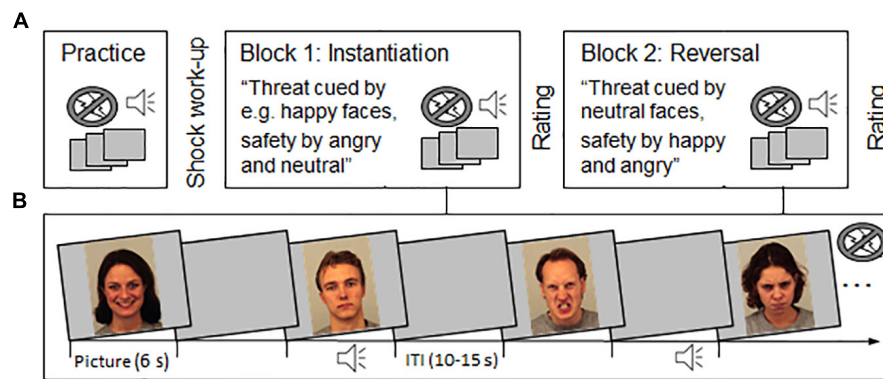 A
Practice
Shock work-up
Block 1: Instantiation
“Threat cued by
e.g. happy faces,
safety by angry
and neutral”
Rating
Block 2: Reversal
“Threat cued by
neutral faces,
safety by happy
and angry”
Rating
B
...
Picture (6 s)
ITI (10-15 s)